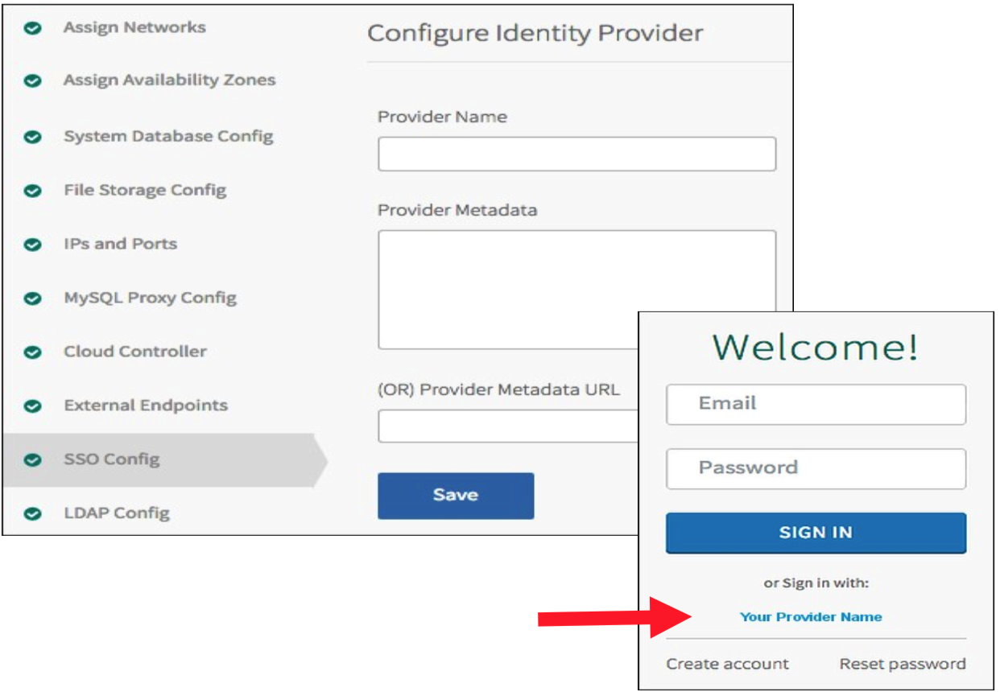 Assign Networks
Assign Availability Zones
System Database Config
File Storage Config
IPs and Ports
MySQL Proxy Config
Cloud Controller
External Endpoints
SSO Config
LDAP Config
Configure Identity Provider
Provider Name
Provider Metadata
(OR) Provider Metadata URL
Save
Welcome!
Email
Password
SIGN IN
or Sign in with:
Your Provider Name
Create account
Reset password